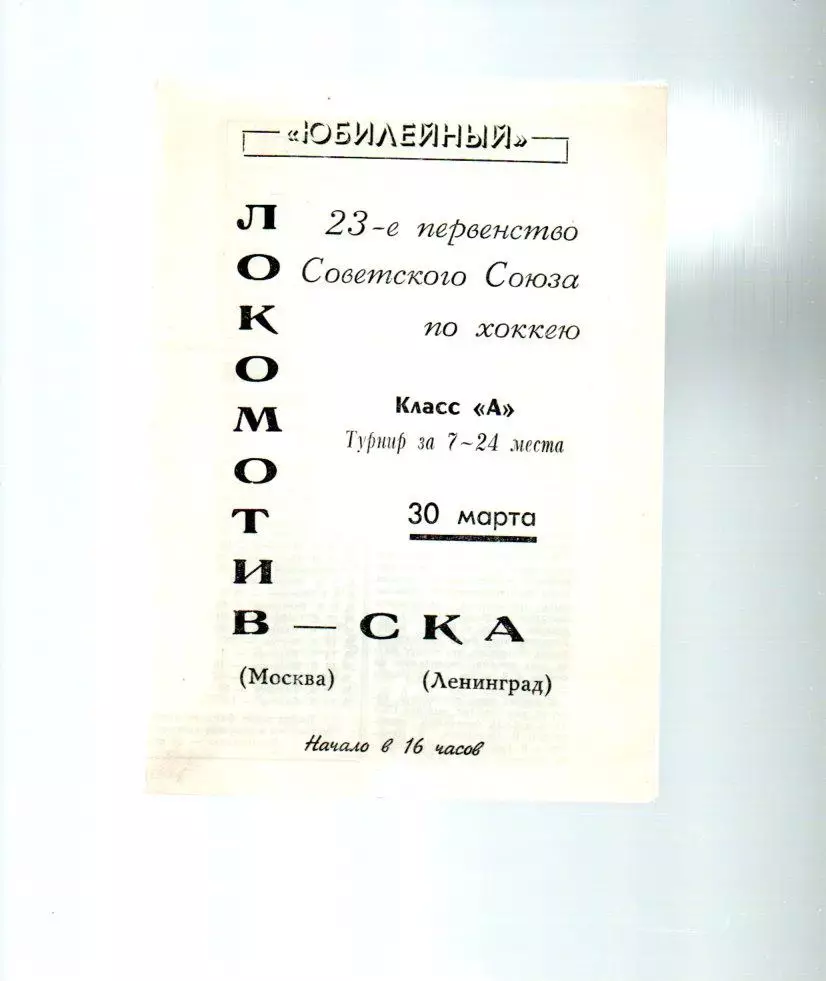 «ЮБИЛЕЙНЫЙ»
23-е первенство
Советского Союза
по хоккею
Класс «А»
Турнир за 7—24 места
30 марта
ЛОКОМОТИВ — СКА
(Москва) (Ленинград)
Начало в 16 часов